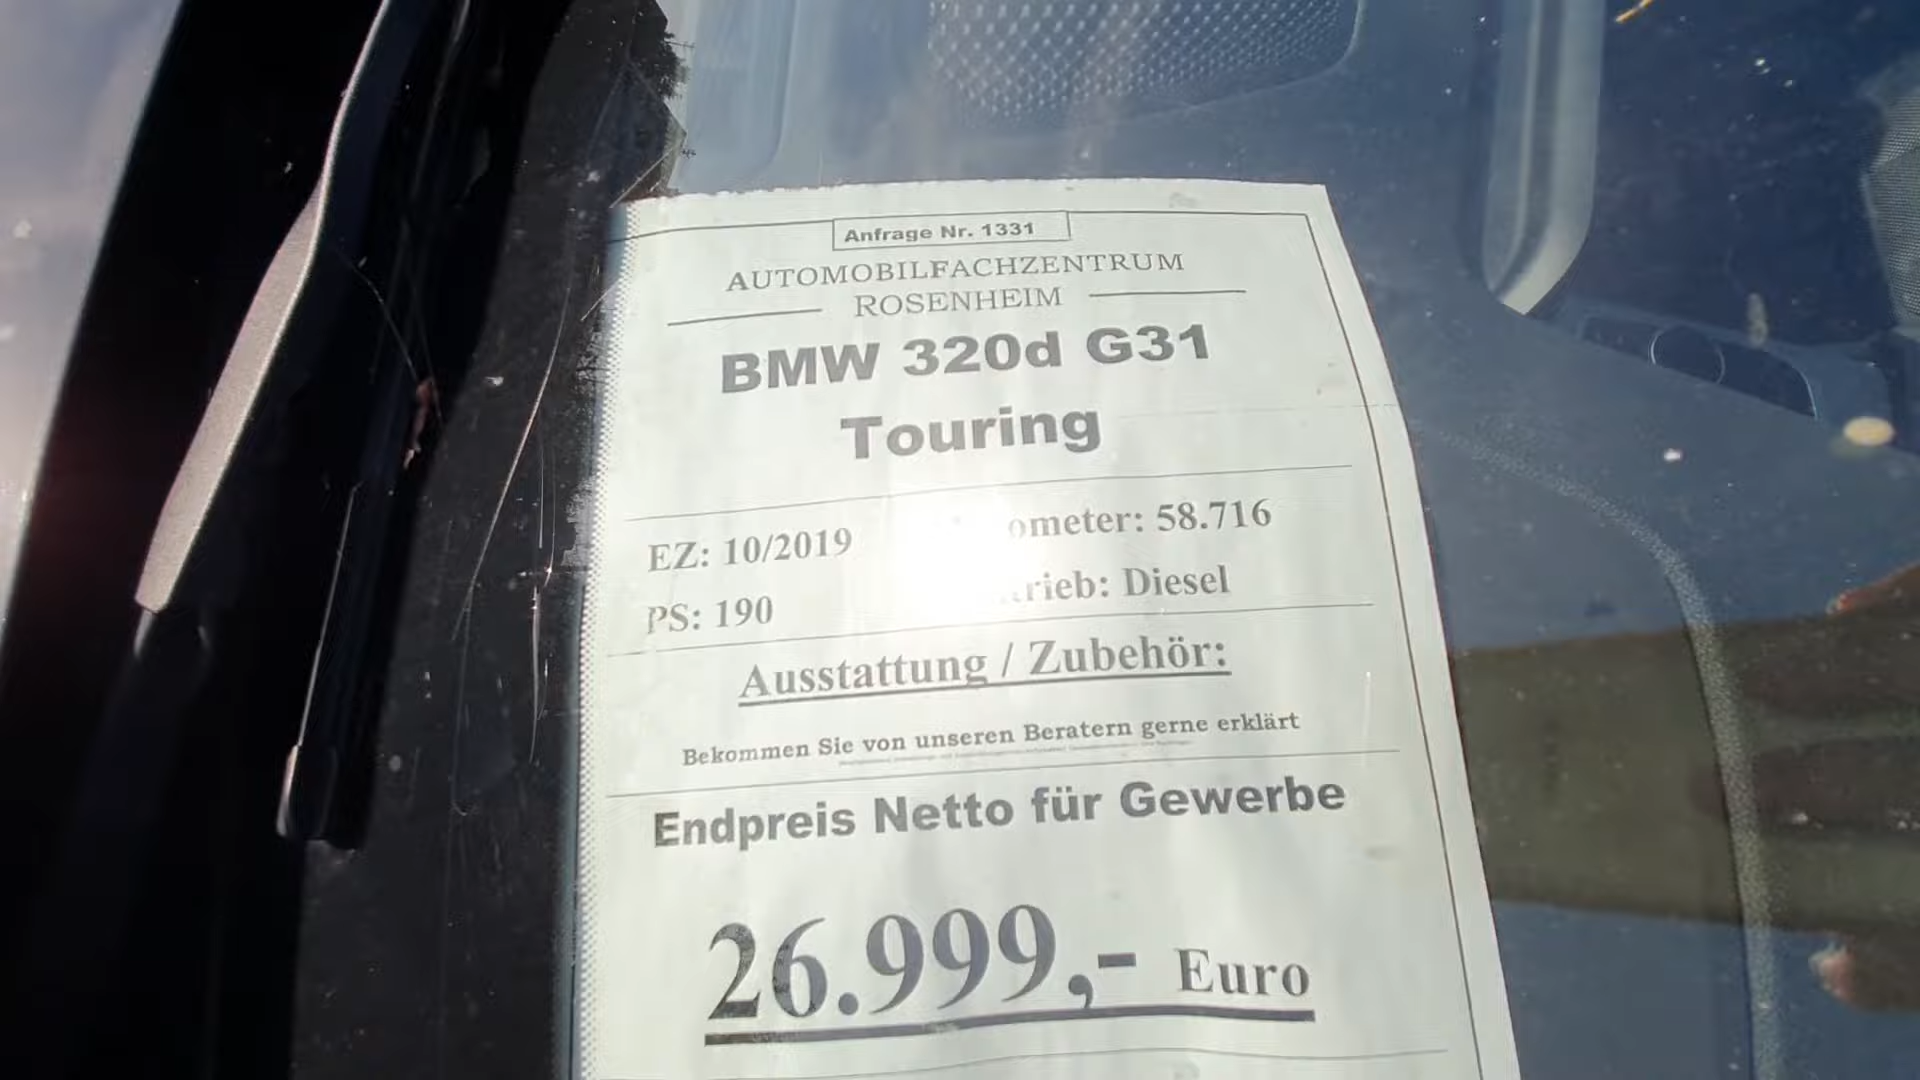 Anfrage Nr. 1331
AUTOMOBILFACHZENTRUM
ROSENHEIM
BMW 320d G31
Touring
EZ: 10/2019 ometer: 58.716
PS: 190 rieb: Diesel
Ausstattung / Zubehör:
Bekommen Sie von unseren Beratern gerne erklärt
Endpreis Netto für Gewerbe
26.999,- Euro